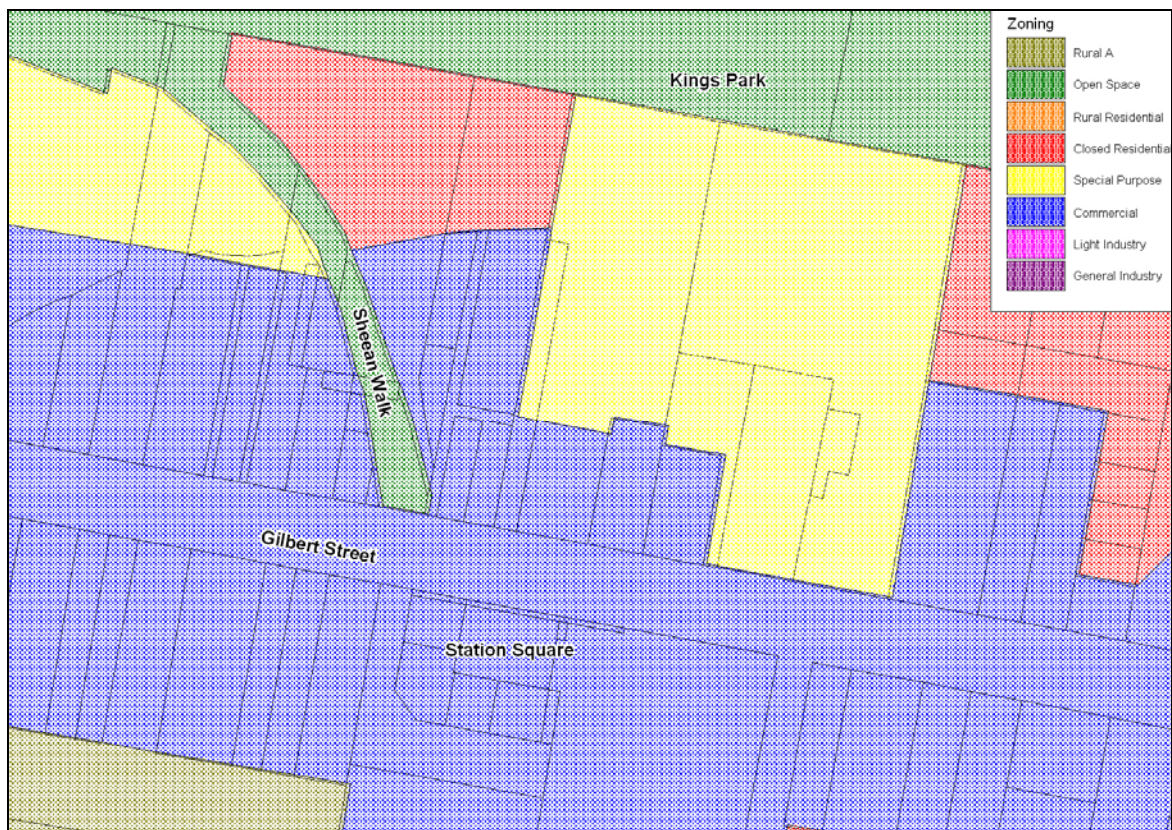 Zoning
Rural A
Open Space
Rural Residential
Closed Residential
Special Purpose
Commercial
Light Industry
General Industry
Kings Park
Sheean Walk
Gilbert Street
Station Square